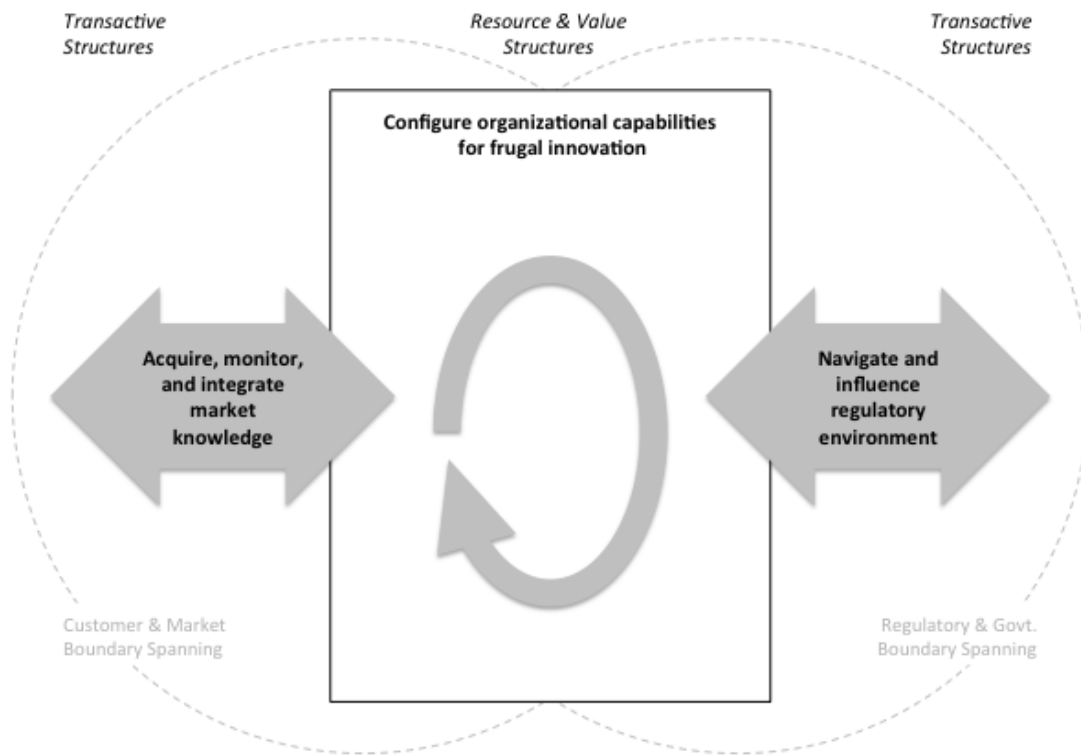 Transactive
Structures
Resource & Value
Structures
Transactive
Structures
Configure organizational capabilities
for frugal innovation
Acquire, monitor,
and integrate
market
knowledge
Navigate and
influence
regulatory
environment
Customer & Market
Boundary Spanning
Regulatory & Govt.
Boundary Spanning